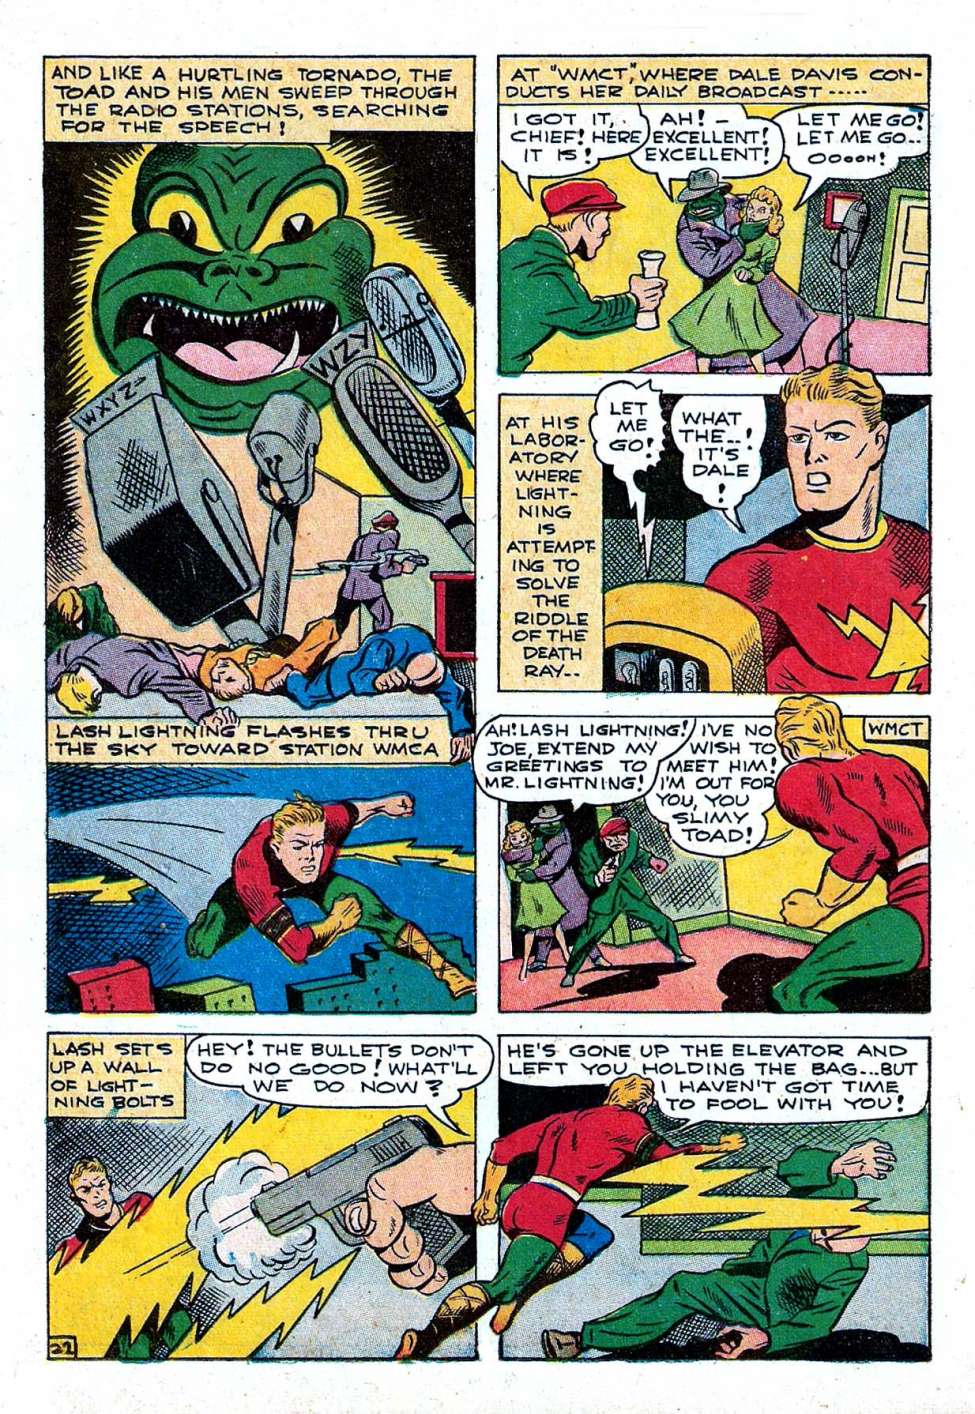 AND LIKE A HURTLING TORNADO, THE
TOAD AND HIS MEN SWEEP THROUGH
THE RADIO STATIONS, SEARCHING
FOR THE SPEECH!
WXYZ
WZY
AT "WMCT," WHERE DALE DAVIS CON-
DUCTS HER DAILY BROADCAST -----
I GOT IT,
CHIEF! HERE
IT IS!
AH! -
EXCELLENT!
EXCELLENT!
LET ME GO!
LET ME GO...
OOOOH!
AT HIS
LABOR-
ATORY
WHERE
LIGHT-
NING
IS
ATTEMPT-
ING TO
SOLVE
THE
RIDDLE
OF THE
DEATH
RAY--
LET
ME
GO!
WHAT
THE--!
IT'S
DALE
!
LASH LIGHTNING FLASHES THRU
THE SKY TOWARD STATION WMCA
AH! LASH LIGHTNING!
JOE, EXTEND MY
GREETINGS TO
MR. LIGHTNING!
I'VE NO
WISH TO
MEET HIM!
I'M OUT FOR
YOU, YOU
SLIMY
TOAD!
WMCT
LASH SETS
UP A WALL
OF LIGHT-
NING BOLTS
HEY! THE BULLETS DON'T
DO NO GOOD! WHAT'LL
WE DO NOW?
HE'S GONE UP THE ELEVATOR AND
LEFT YOU HOLDING THE BAG...BUT
I HAVEN'T GOT TIME
TO FOOL WITH YOU!
22